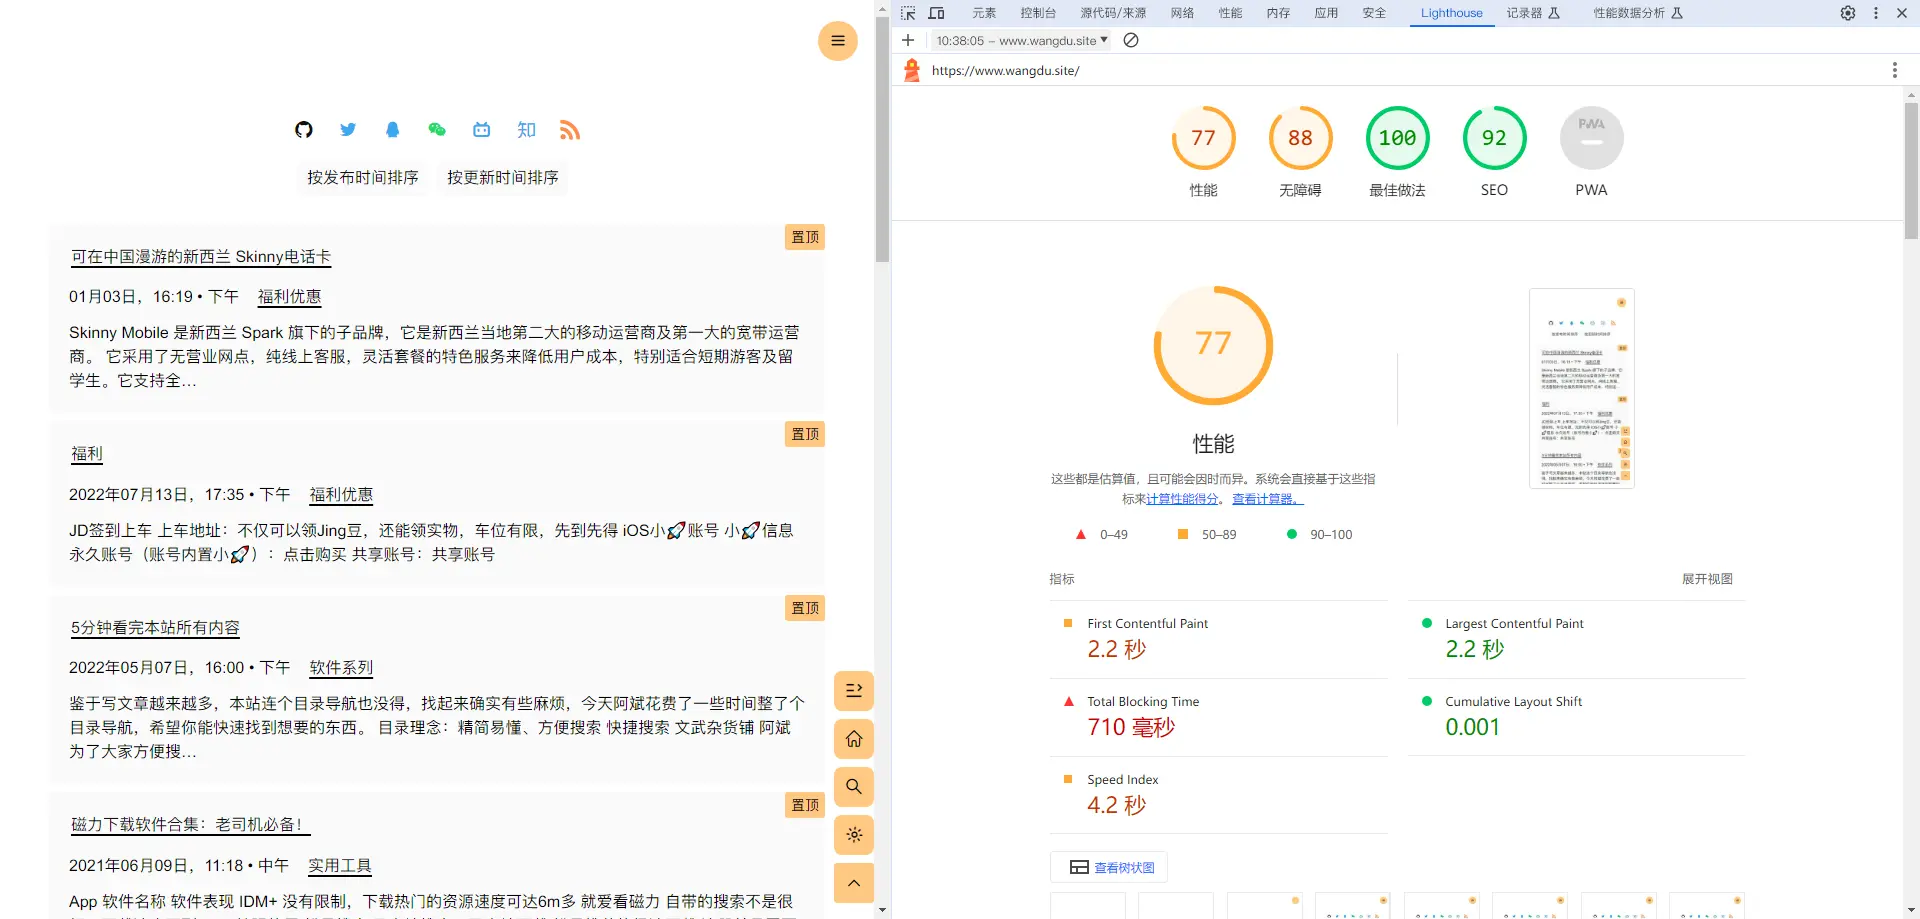 知
按发布时间排序 按更新时间排序
置顶
可在中国漫游的新西兰 Skinny电话卡
01月03日，16:19 • 下午 福利优惠
Skinny Mobile 是新西兰 Spark 旗下的子品牌，它是新西兰当地第二大的移动运营商及第一大的宽带运营
商。 它采用了无营业网点，纯线上客服，灵活套餐的特色服务来降低用户成本，特别适合短期游客及留
学生。它支持全...
置顶
福利
2022年07月13日，17:35 • 下午 福利优惠
JD签到上车 上车地址：不仅可以领Jing豆，还能领实物，车位有限，先到先得 iOS小🚀账号 小🚀信息
永久账号（账号内置小🚀）：点击购买 共享账号：共享账号
置顶
5分钟看完本站所有内容
2022年05月07日，16:00 • 下午 软件系列
鉴于写文章越来越多，本站连个目录导航也没得，找起来确实有些麻烦，今天阿斌花费了一些时间整了个
目录导航，希望你能快速找到想要的东西。 目录理念：精简易懂、方便搜索 快捷搜索 文武杂货铺 阿斌
为了大家方便搜...
置顶
磁力下载软件合集：老司机必备！
2021年06月09日，11:18 • 中午 实用工具
App 软件名称 软件表现 IDM+ 没有限制，下载热门的资源速度可达6m多 就爱看磁力 自带的搜索不是很
元素 控制台 源代码/来源 网络 性能 内存 应用 安全 Lighthouse 记录器 性能数据分析
10:38:05 – www.wangdu.site
https://www.wangdu.site/
77 88 100 92 PWA
性能 无障碍 最佳做法 SEO PWA
77
性能
这些都是估算值，且可能会因时而异。系统会直接基于这些指
标来计算性能得分。 查看计算器。
0–49 50–89 90–100
指标 展开视图
First Contentful Paint
2.2 秒
Largest Contentful Paint
2.2 秒
Total Blocking Time
710 毫秒
Cumulative Layout Shift
0.001
Speed Index
4.2 秒
查看树状图